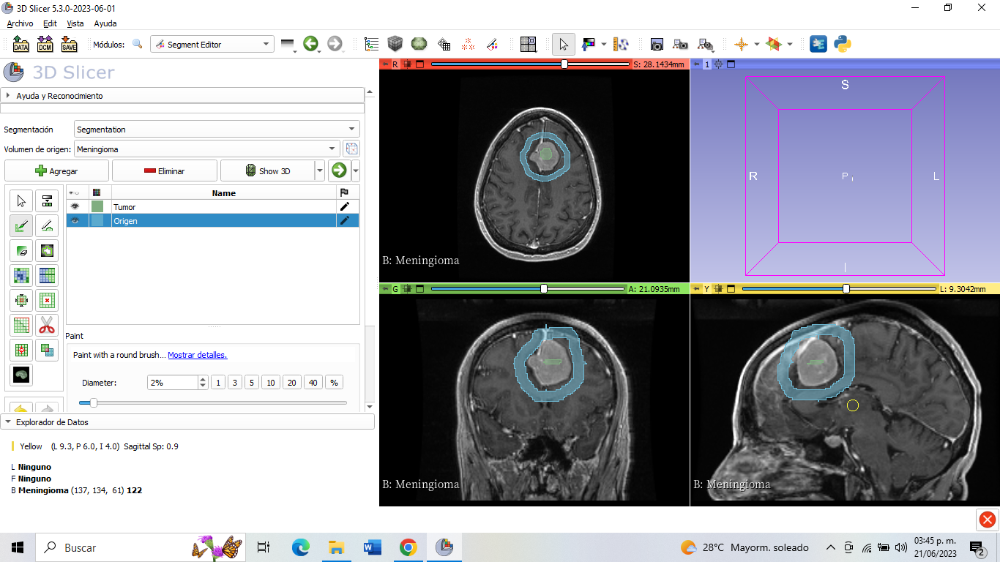 3D Slicer 5.3.0-2023-06-01
Archivo Edit Vista Ayuda
DATA DCM SAVE Módulos: Segment Editor
3D Slicer
Ayuda y Reconocimiento
Segmentación Segmentation
Volumen de origen: Meningioma
Agregar Eliminar Show 3D
Name
Tumor
Origen
Paint
Paint with a round brush... Mostrar detalles.
Diameter: 2% 1 3 5 10 20 40 %
Explorador de Datos
Yellow (L 9.3, P 6.0, I 4.0) Sagittal Sp: 0.9
L Ninguno
F Ninguno
B Meningioma (137, 134, 61) 122
R S: 28.1434mm
B: Meningioma
1
S
R P I L
I
G A: 21.0935mm
B: Meningioma
Y L: 9.3042mm
B: Meningioma
Buscar
28°C Mayorm. soleado
03:45 p. m.
21/06/2023
2